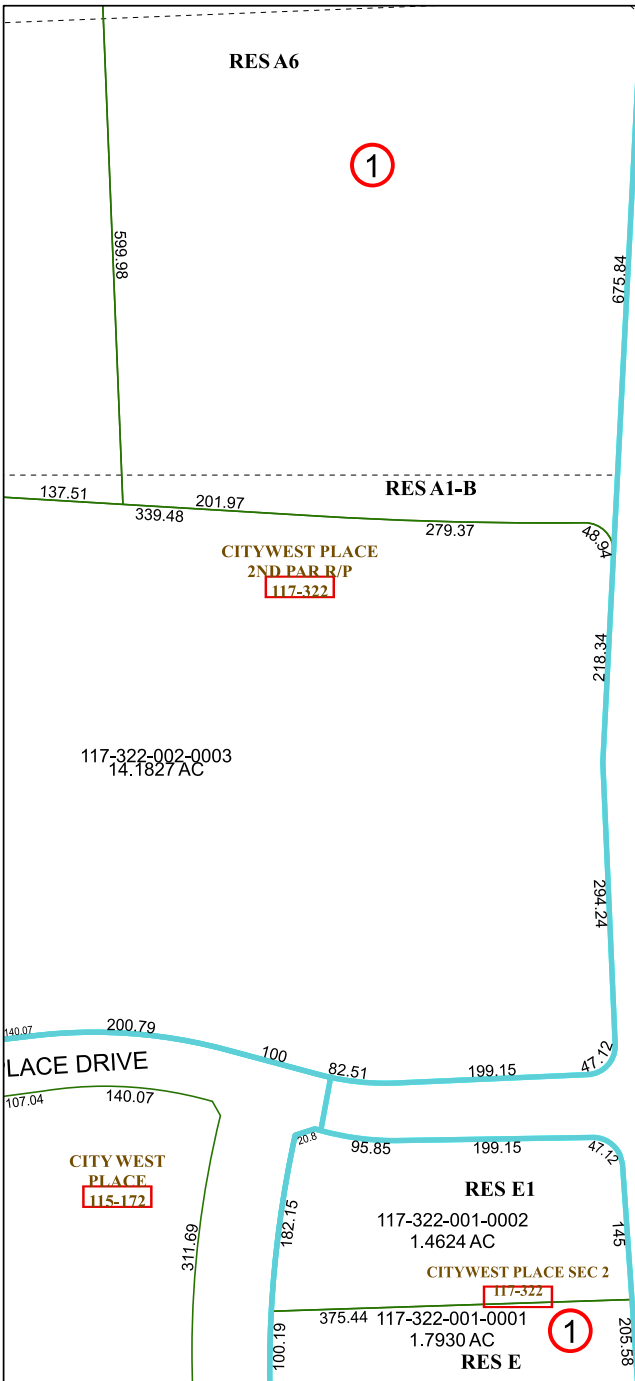 RES A6
1
599.98
975.84
RES A1-B
137.51
201.97
339.48
279.37
48.94
CITYWEST PLACE
2ND PAR R/P
117-322
218.34
117-322-002-0003
14.1827 AC
294.24
140.07
200.79
100
82.51
199.15
47.12
PLACE DRIVE
107.04
140.07
20.8
95.85
199.15
47.12
CITY WEST
PLACE
115-172
RES E1
182.15
117-322-001-0002
1.4624 AC
145
311.69
CITYWEST PLACE SEC 2
117-322
375.44
117-322-001-0001
1.7930 AC
1
100.19
205.58
RES E